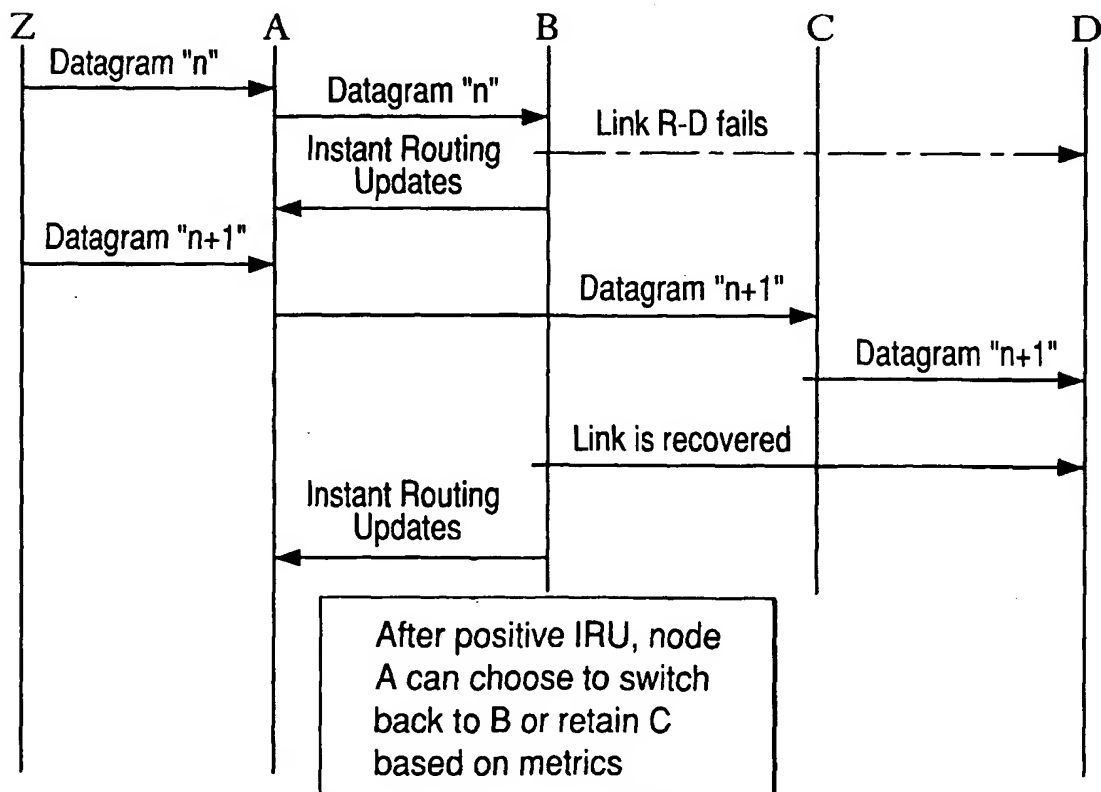 Z A B C D
Datagram "n"
Datagram "n"
Link R-D fails
Instant Routing
Updates
Datagram "n+1"
Datagram "n+1"
Datagram "n+1"
Link is recovered
Instant Routing
Updates
After positive IRU, node
A can choose to switch
back to B or retain C
based on metrics